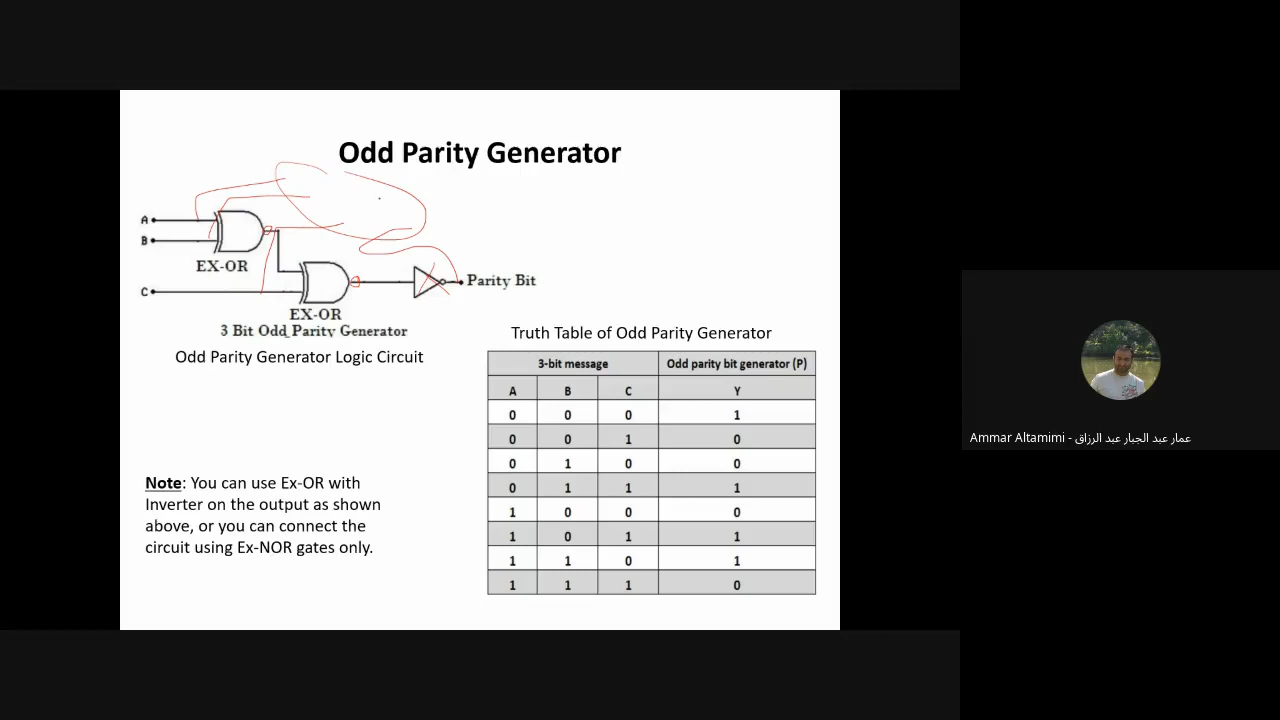 Odd Parity Generator
A
B
EX-OR
C
EX-OR
Parity Bit
3 Bit Odd Parity Generator
Odd Parity Generator Logic Circuit
Note: You can use Ex-OR with
Inverter on the output as shown
above, or you can connect the
circuit using Ex-NOR gates only.
Truth Table of Odd Parity Generator
3-bit message Odd parity bit generator (P)
A B C Y
0 0 0 1
0 0 1 0
0 1 0 0
0 1 1 1
1 0 0 0
1 0 1 1
1 1 0 1
1 1 1 0
Ammar Altamimi - عمار عبد الجبار عبد الرزاق